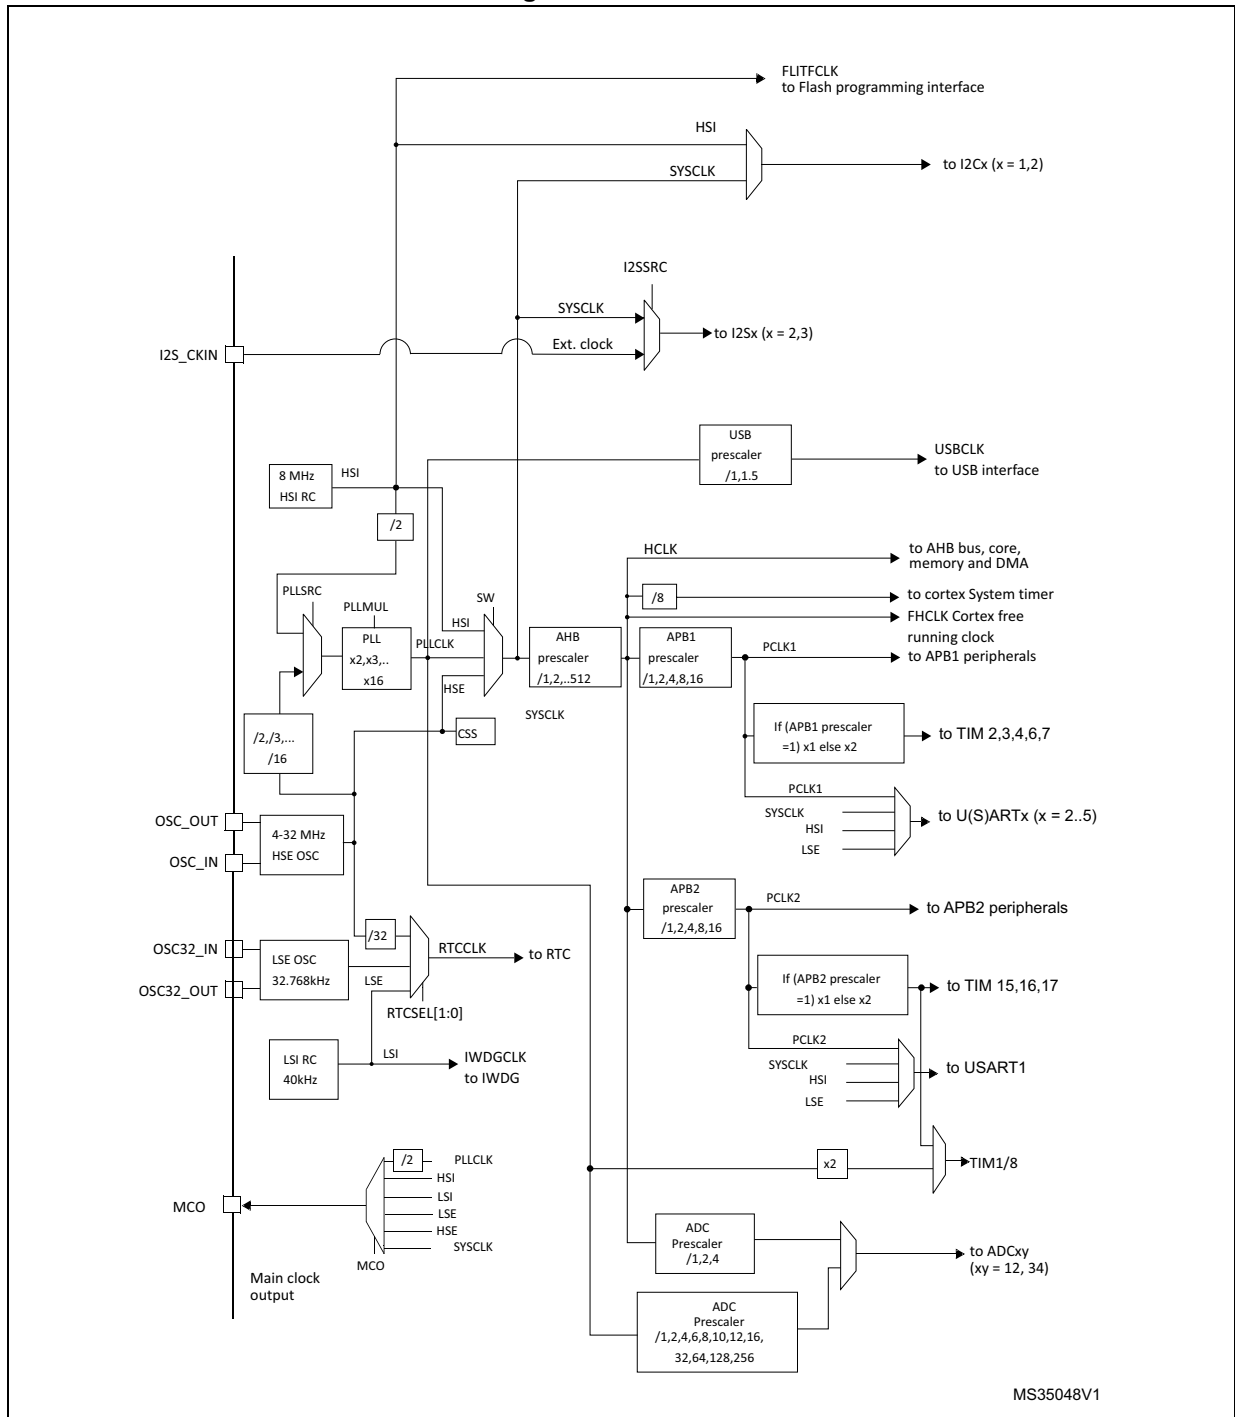 FLITFCLK
to Flash programming interface
HSI
to I2Cx (x = 1,2)
SYSCLK
I2SSRC
SYSCLK
to I2Sx (x = 2,3)
I2S_CKIN
Ext. clock
USB
prescaler
/1,1.5
USBCLK
to USB interface
8 MHz
HSI RC
HSI
/2
HCLK
to AHB bus, core,
memory and DMA
/8
to cortex System timer
FHCLK Cortex free
running clock
PLLSRC
PLLMUL
PLL
x2,x3,..
x16
PLLCLK
SW
HSI
HSE
AHB
prescaler
/1,2,..512
APB1
prescaler
/1,2,4,8,16
PCLK1
to APB1 peripherals
SYSCLK
CSS
/2,/3,...
/16
If (APB1 prescaler
=1) x1 else x2
to TIM 2,3,4,6,7
PCLK1
SYSCLK
HSI
LSE
to U(S)ARTx (x = 2..5)
OSC_OUT
OSC_IN
4-32 MHz
HSE OSC
APB2
prescaler
/1,2,4,8,16
PCLK2
to APB2 peripherals
OSC32_IN
OSC32_OUT
LSE OSC
32.768kHz
/32
LSE
RTCCLK
to RTC
RTCSEL[1:0]
If (APB2 prescaler
=1) x1 else x2
to TIM 15,16,17
LSI RC
40kHz
LSI
IWDGCLK
to IWDG
PCLK2
SYSCLK
HSI
LSE
to USART1
x2
TIM1/8
/2
PLLCLK
HSI
LSI
LSE
HSE
SYSCLK
MCO
MCO
Main clock
output
ADC
Prescaler
/1,2,4
to ADCxy
(xy = 12, 34)
ADC
Prescaler
/1,2,4,6,8,10,12,16,
32,64,128,256
MS35048V1